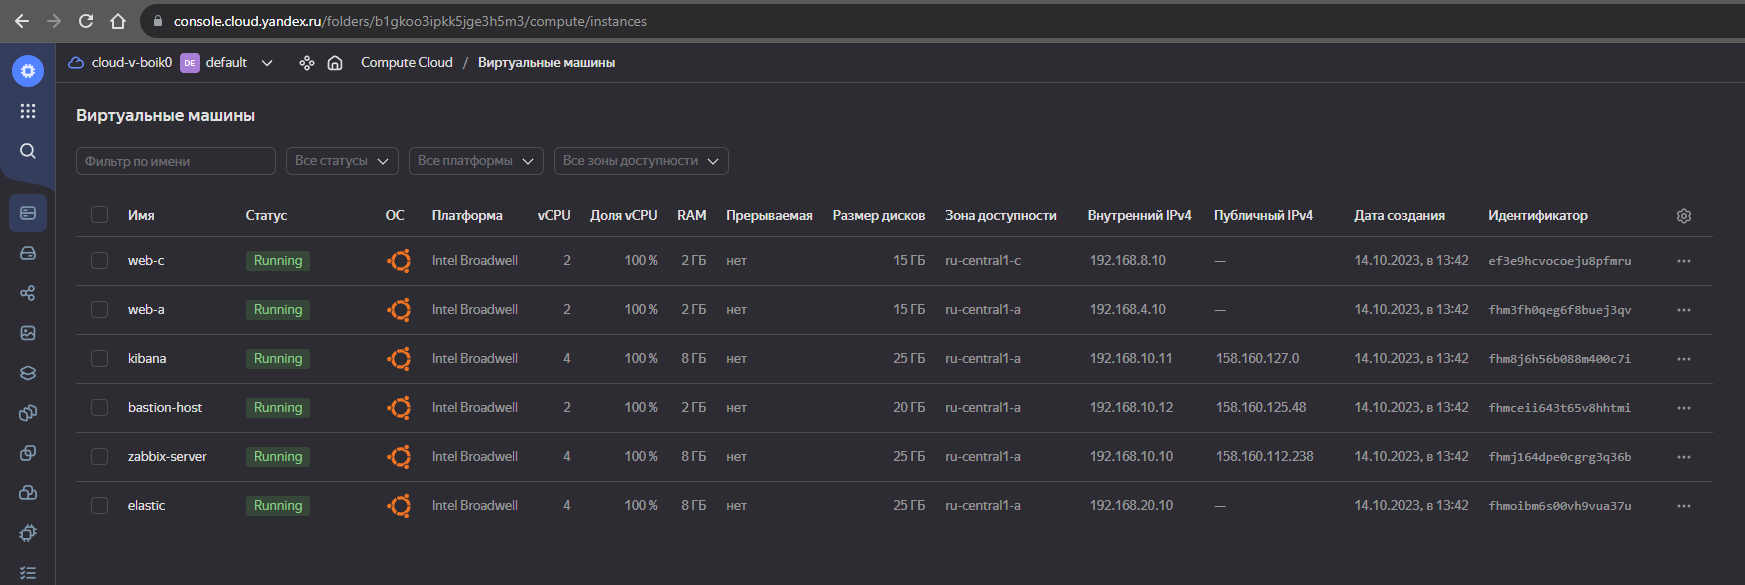 console.cloud.yandex.ru/folders/b1gkoo3ipkk5jge3h5m3/compute/instances
cloud-v-boik0 DE default Compute Cloud / Виртуальные машины
Виртуальные машины
Фильтр по имени Все статусы Все платформы Все зоны доступности
Имя Статус ОС Платформа vCPU Доля vCPU RAM Прерываемая Размер дисков Зона доступности Внутренний IPv4 Публичный IPv4 Дата создания Идентификатор
web-c Running Intel Broadwell 2 100 % 2 ГБ нет 15 ГБ ru-central1-c 192.168.8.10 — 14.10.2023, в 13:42 ef3e9hcvocoeju8pfmru
web-a Running Intel Broadwell 2 100 % 2 ГБ нет 15 ГБ ru-central1-a 192.168.4.10 — 14.10.2023, в 13:42 fhm3fh0qeg6f8buej3qv
kibana Running Intel Broadwell 4 100 % 8 ГБ нет 25 ГБ ru-central1-a 192.168.10.11 158.160.127.0 14.10.2023, в 13:42 fhm8j6h56b088m400c7i
bastion-host Running Intel Broadwell 2 100 % 2 ГБ нет 20 ГБ ru-central1-a 192.168.10.12 158.160.125.48 14.10.2023, в 13:42 fhmceii643t65v8hhtmi
zabbix-server Running Intel Broadwell 4 100 % 8 ГБ нет 25 ГБ ru-central1-a 192.168.10.10 158.160.112.238 14.10.2023, в 13:42 fhmj164dpe0cgrg3q36b
elastic Running Intel Broadwell 4 100 % 8 ГБ нет 25 ГБ ru-central1-a 192.168.20.10 — 14.10.2023, в 13:42 fhmoibm6s00vh9vua37u